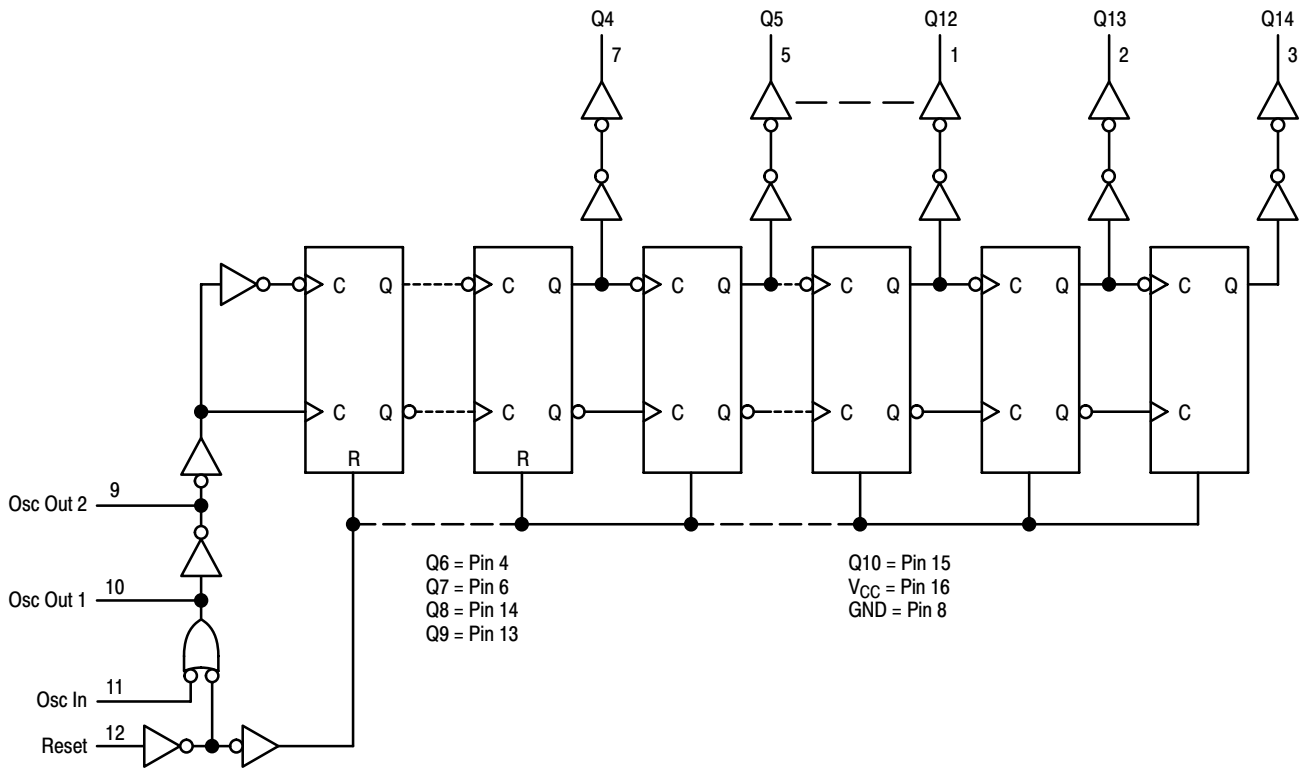 Q4 Q5 Q12 Q13 Q14
7 5 1 2 3
C Q C Q C Q C Q C Q C Q
C Q C Q C Q C Q C Q C
R R
Osc Out 2 9
Q6 = Pin 4
Q7 = Pin 6
Q8 = Pin 14
Q9 = Pin 13
Q10 = Pin 15
VCC = Pin 16
GND = Pin 8
Osc Out 1 10
Osc In 11
Reset 12